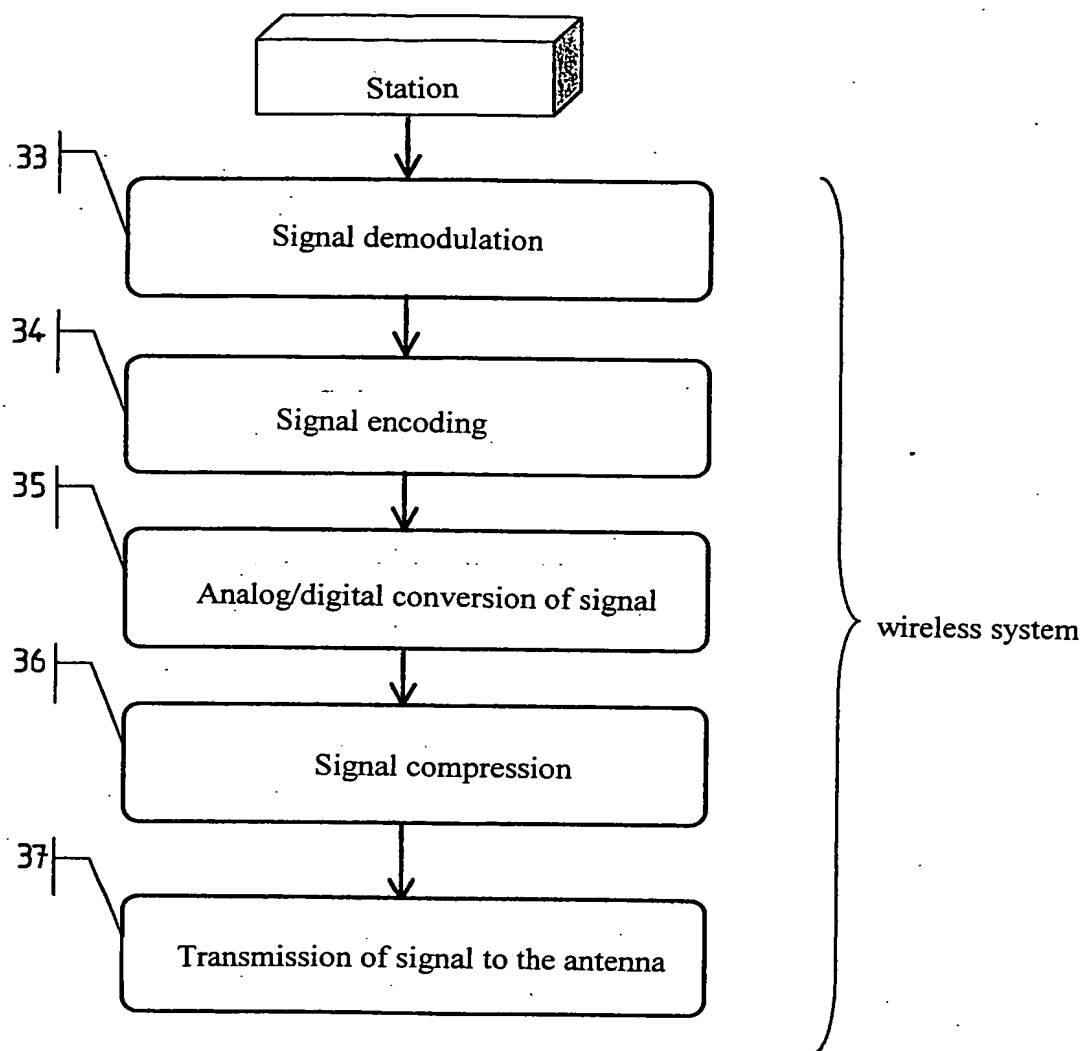 Station
33
Signal demodulation
34
Signal encoding
35
Analog/digital conversion of signal
wireless system
36
Signal compression
37
Transmission of signal to the antenna